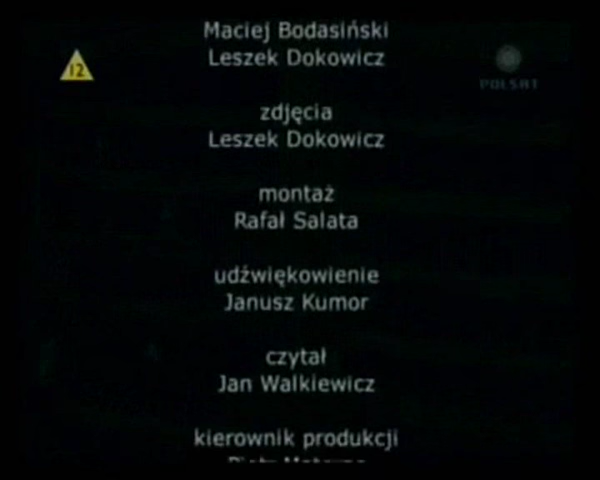 Maciej Bodasiński
Leszek Dokowicz
12
POLSAT
zdjęcia
Leszek Dokowicz
montaż
Rafał Salata
udźwiękowienie
Janusz Kumor
czytał
Jan Walkiewicz
kierownik produkcji